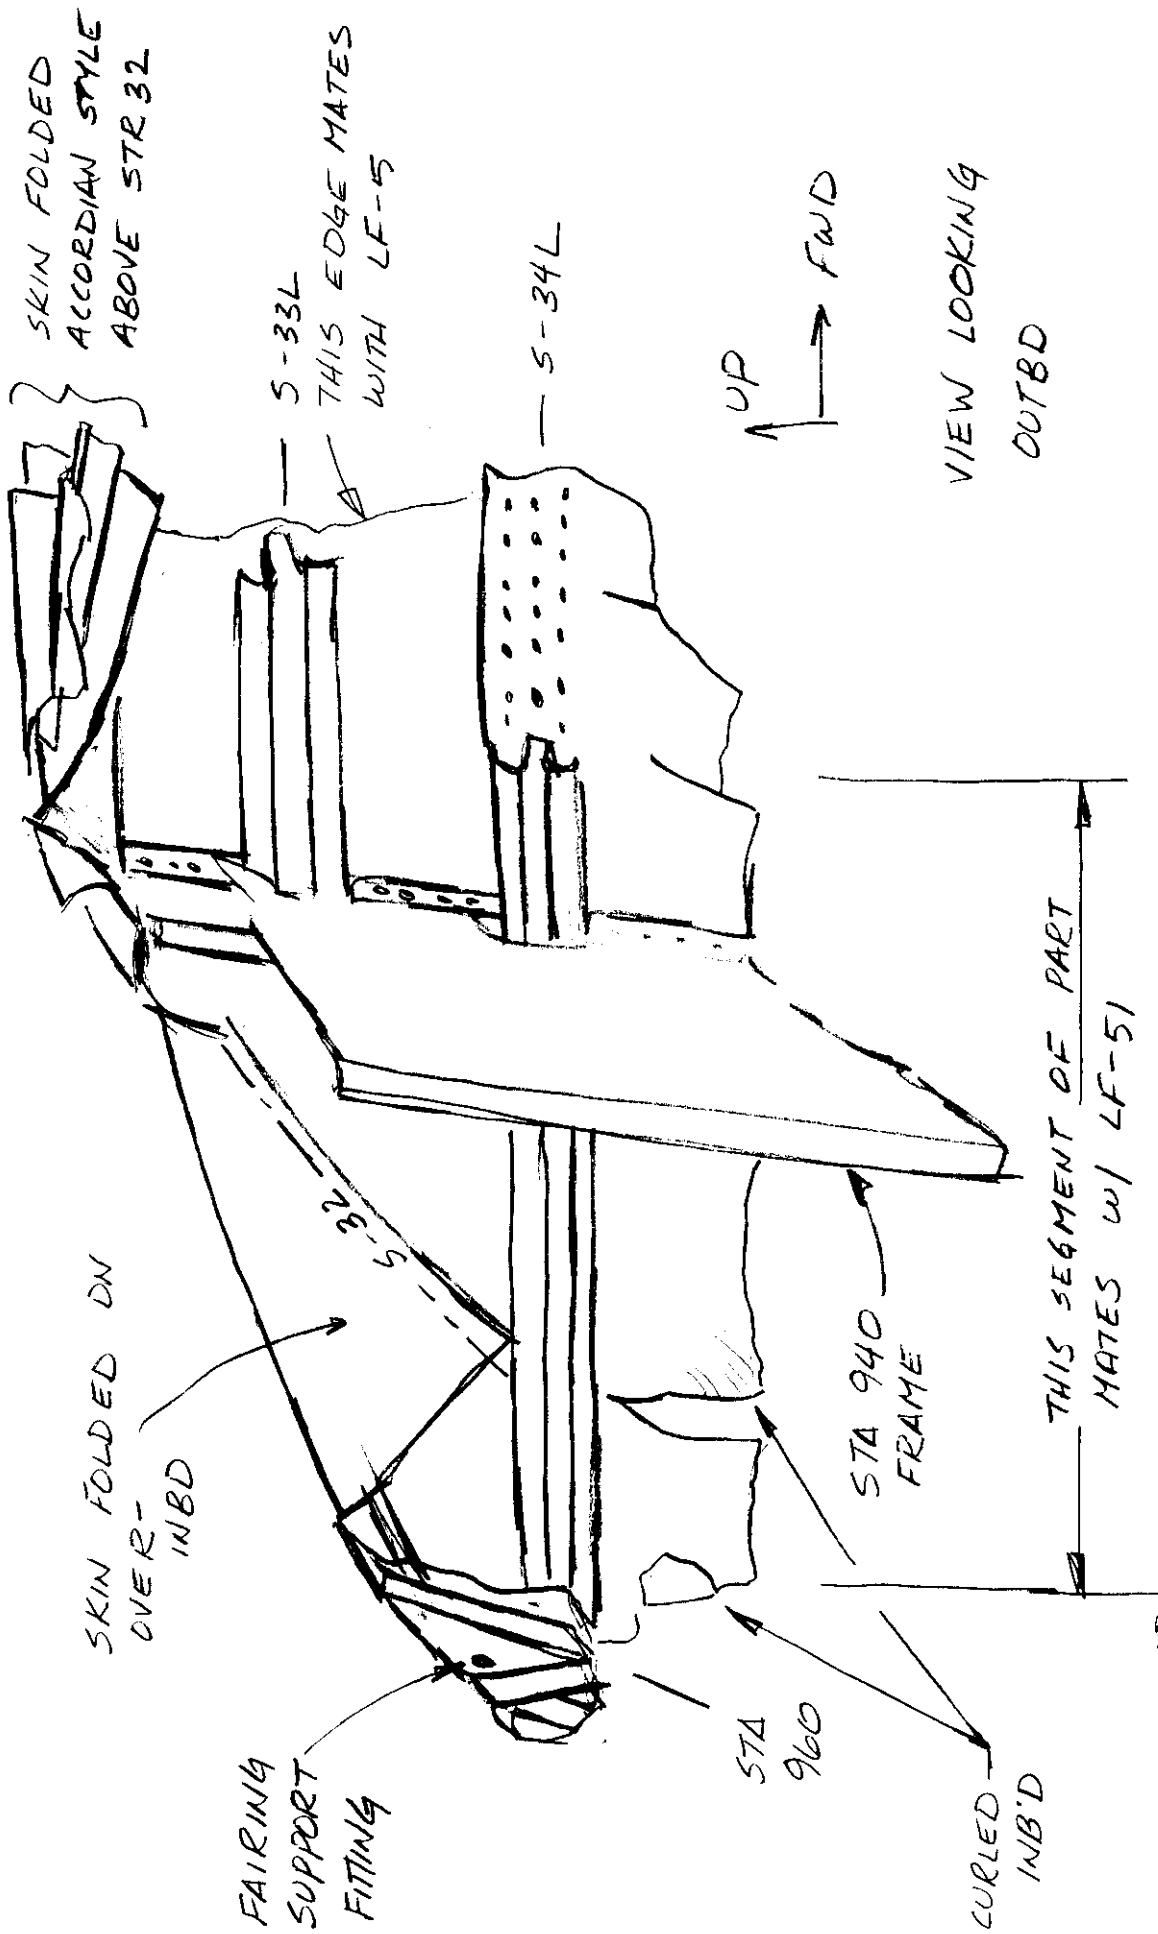 SKIN FOLDED
ACCORDIAN STYLE
ABOVE STR 32
S-33L
THIS EDGE MATES
WITH LF-5
S-34L
UP
FWD
VIEW LOOKING
OUTBD
SKIN FOLDED ON
OVER-
INBD
S-32
FAIRING
SUPPORT
FITTING
STA 940
FRAME
STA
960
CURLED
INB'D
THIS SEGMENT OF PART
MATES W/ LF-51